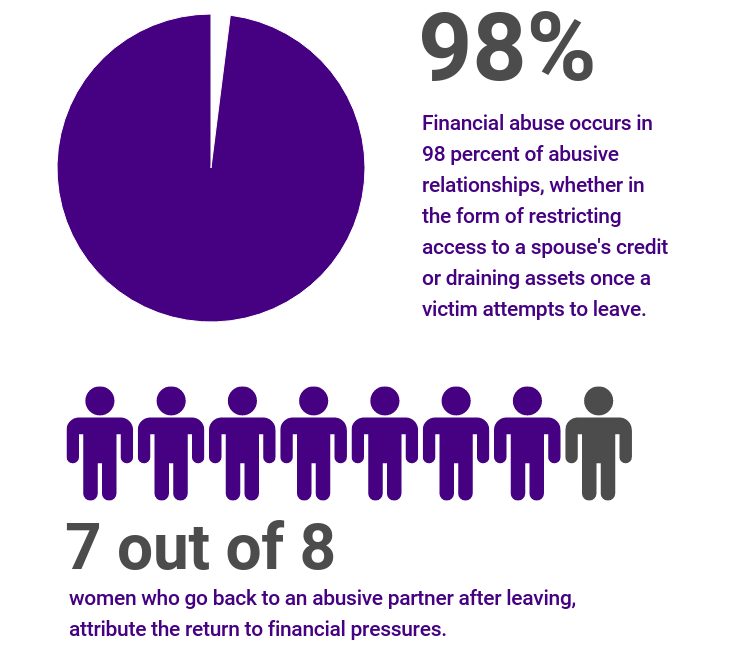 98%
Financial abuse occurs in
98 percent of abusive
relationships, whether in
the form of restricting
access to a spouse's credit
or draining assets once a
victim attempts to leave.
7 out of 8
women who go back to an abusive partner after leaving,
attribute the return to financial pressures.